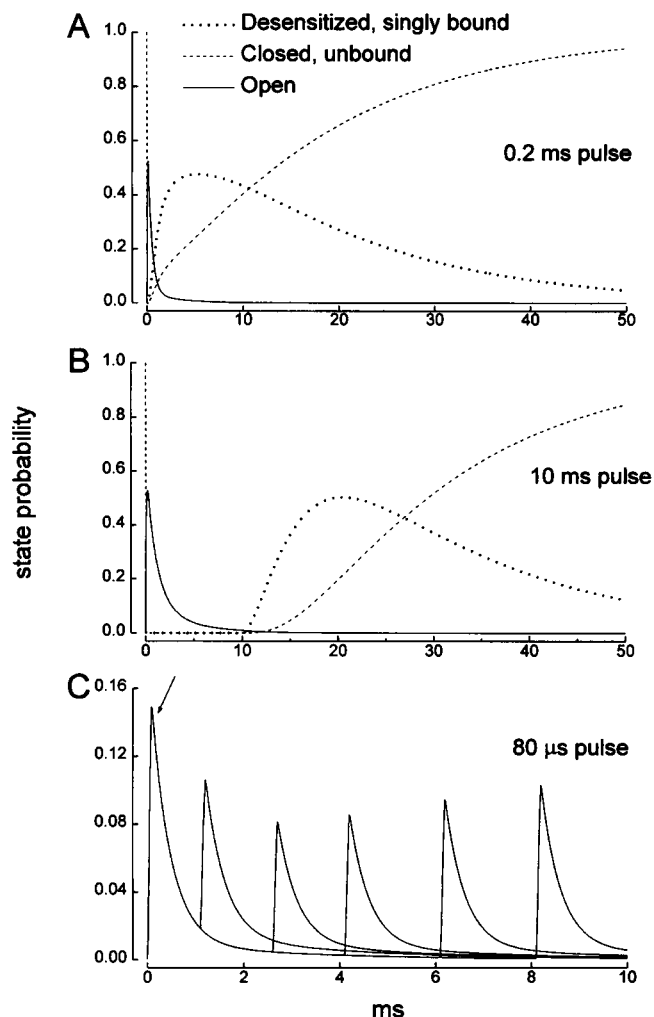 A
Desensitized, singly bound
Closed, unbound
Open
1.0
0.8
0.6
0.4
0.2
0.0
0.2 ms pulse
0 10 20 30 40 50
B
1.0
0.8
0.6
0.4
0.2
0.0
10 ms pulse
0 10 20 30 40 50
state probability
C
0.16
0.12
0.08
0.04
0.00
80 μs pulse
0 2 4 6 8 10
ms